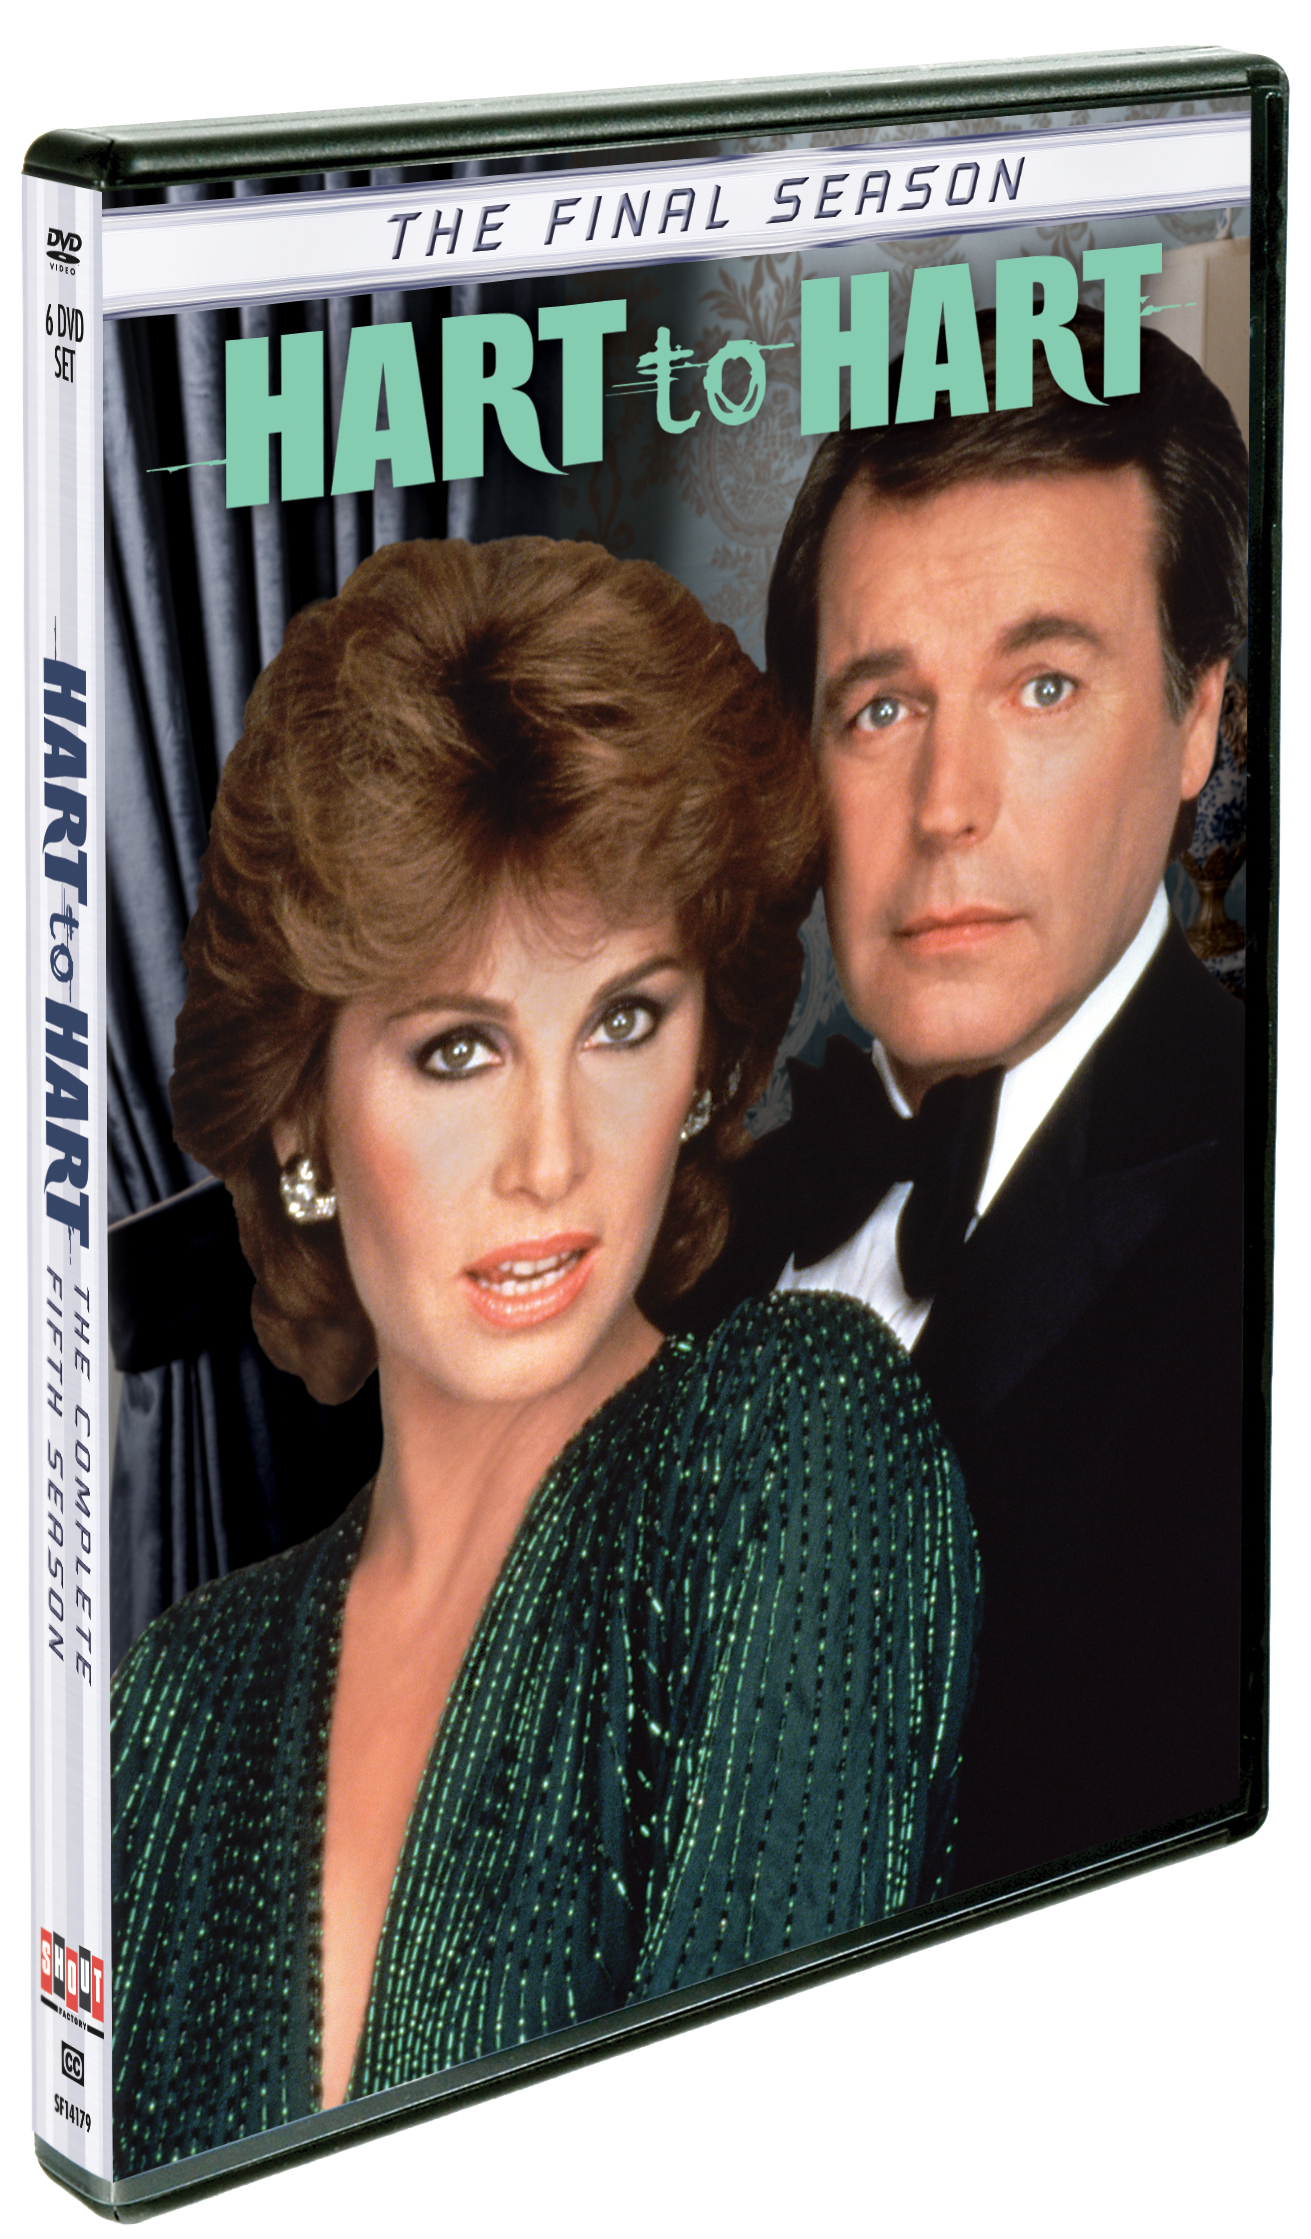 THE FINAL SEASON
HART to HART
DVD
VIDEO
6 DVD
SET
HART to HART
THE COMPLETE
FIFTH SEASON
SHOUT
FACTORY
CC
SF14179